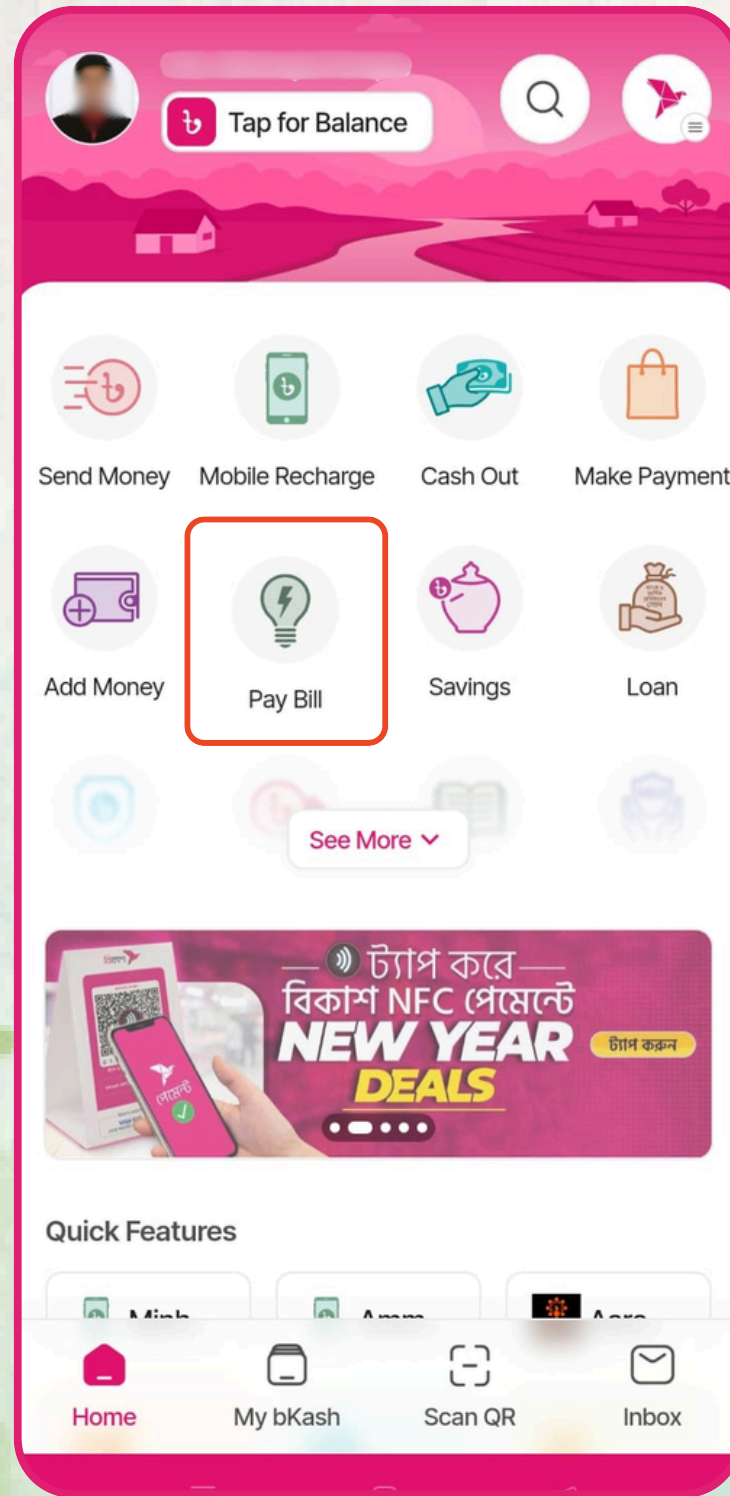 Tap for Balance
Send Money
Mobile Recharge
Cash Out
Make Payment
Add Money
Pay Bill
Savings
Loan
See More
বিকাশ
ট্যাপ করে
বিকাশ NFC পেমেন্টে
NEW YEAR
DEALS
ট্যাপ করুন
পেমেন্ট
Quick Features
Home
My bKash
Scan QR
Inbox